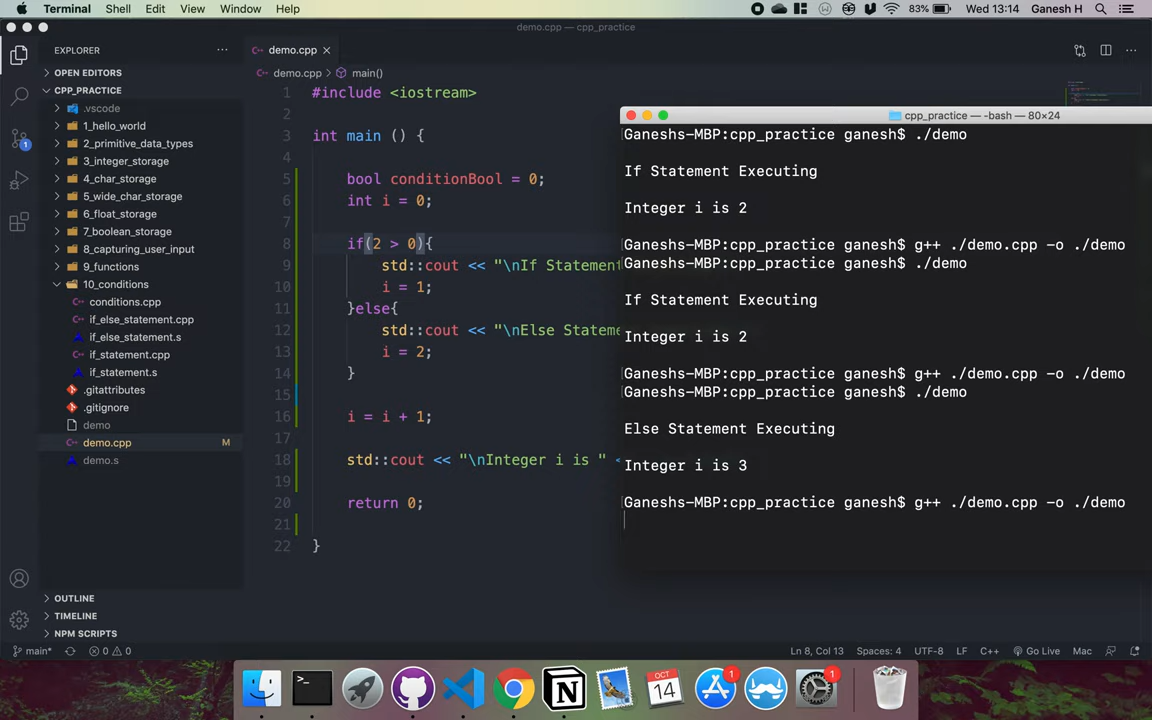 Terminal Shell Edit View Window Help 83% Wed 13:14 Ganesh H
demo.cpp — cpp_practice
EXPLORER
demo.cpp
OPEN EDITORS
demo.cpp > main()
CPP_PRACTICE
.vscode
1_hello_world
2_primitive_data_types
3_integer_storage
4_char_storage
5_wide_char_storage
6_float_storage
7_boolean_storage
8_capturing_user_input
9_functions
10_conditions
conditions.cpp
if_else_statement.cpp
if_else_statement.s
if_statement.cpp
if_statement.s
.gitattributes
.gitignore
demo
demo.cpp M
demo.s
OUTLINE
TIMELINE
NPM SCRIPTS
1 #include <iostream>
2
3 int main () {
4
5 bool conditionBool = 0;
6 int i = 0;
7
8 if(2 > 0){
9 std::cout << "\nIf Statement
10 i = 1;
11 }else{
12 std::cout << "\nElse Stateme
13 i = 2;
14 }
15
16 i = i + 1;
17
18 std::cout << "\nInteger i is " <
19
20 return 0;
21
22 }
cpp_practice — -bash — 80×24
Ganeshs-MBP:cpp_practice ganesh$ ./demo
If Statement Executing
Integer i is 2
Ganeshs-MBP:cpp_practice ganesh$ g++ ./demo.cpp -o ./demo
Ganeshs-MBP:cpp_practice ganesh$ ./demo
If Statement Executing
Integer i is 2
Ganeshs-MBP:cpp_practice ganesh$ g++ ./demo.cpp -o ./demo
Ganeshs-MBP:cpp_practice ganesh$ ./demo
Else Statement Executing
Integer i is 3
Ganeshs-MBP:cpp_practice ganesh$ g++ ./demo.cpp -o ./demo
main* 0 0 Ln 8, Col 13 Spaces: 4 UTF-8 LF C++ Go Live Mac
1
OCT
14
1
1